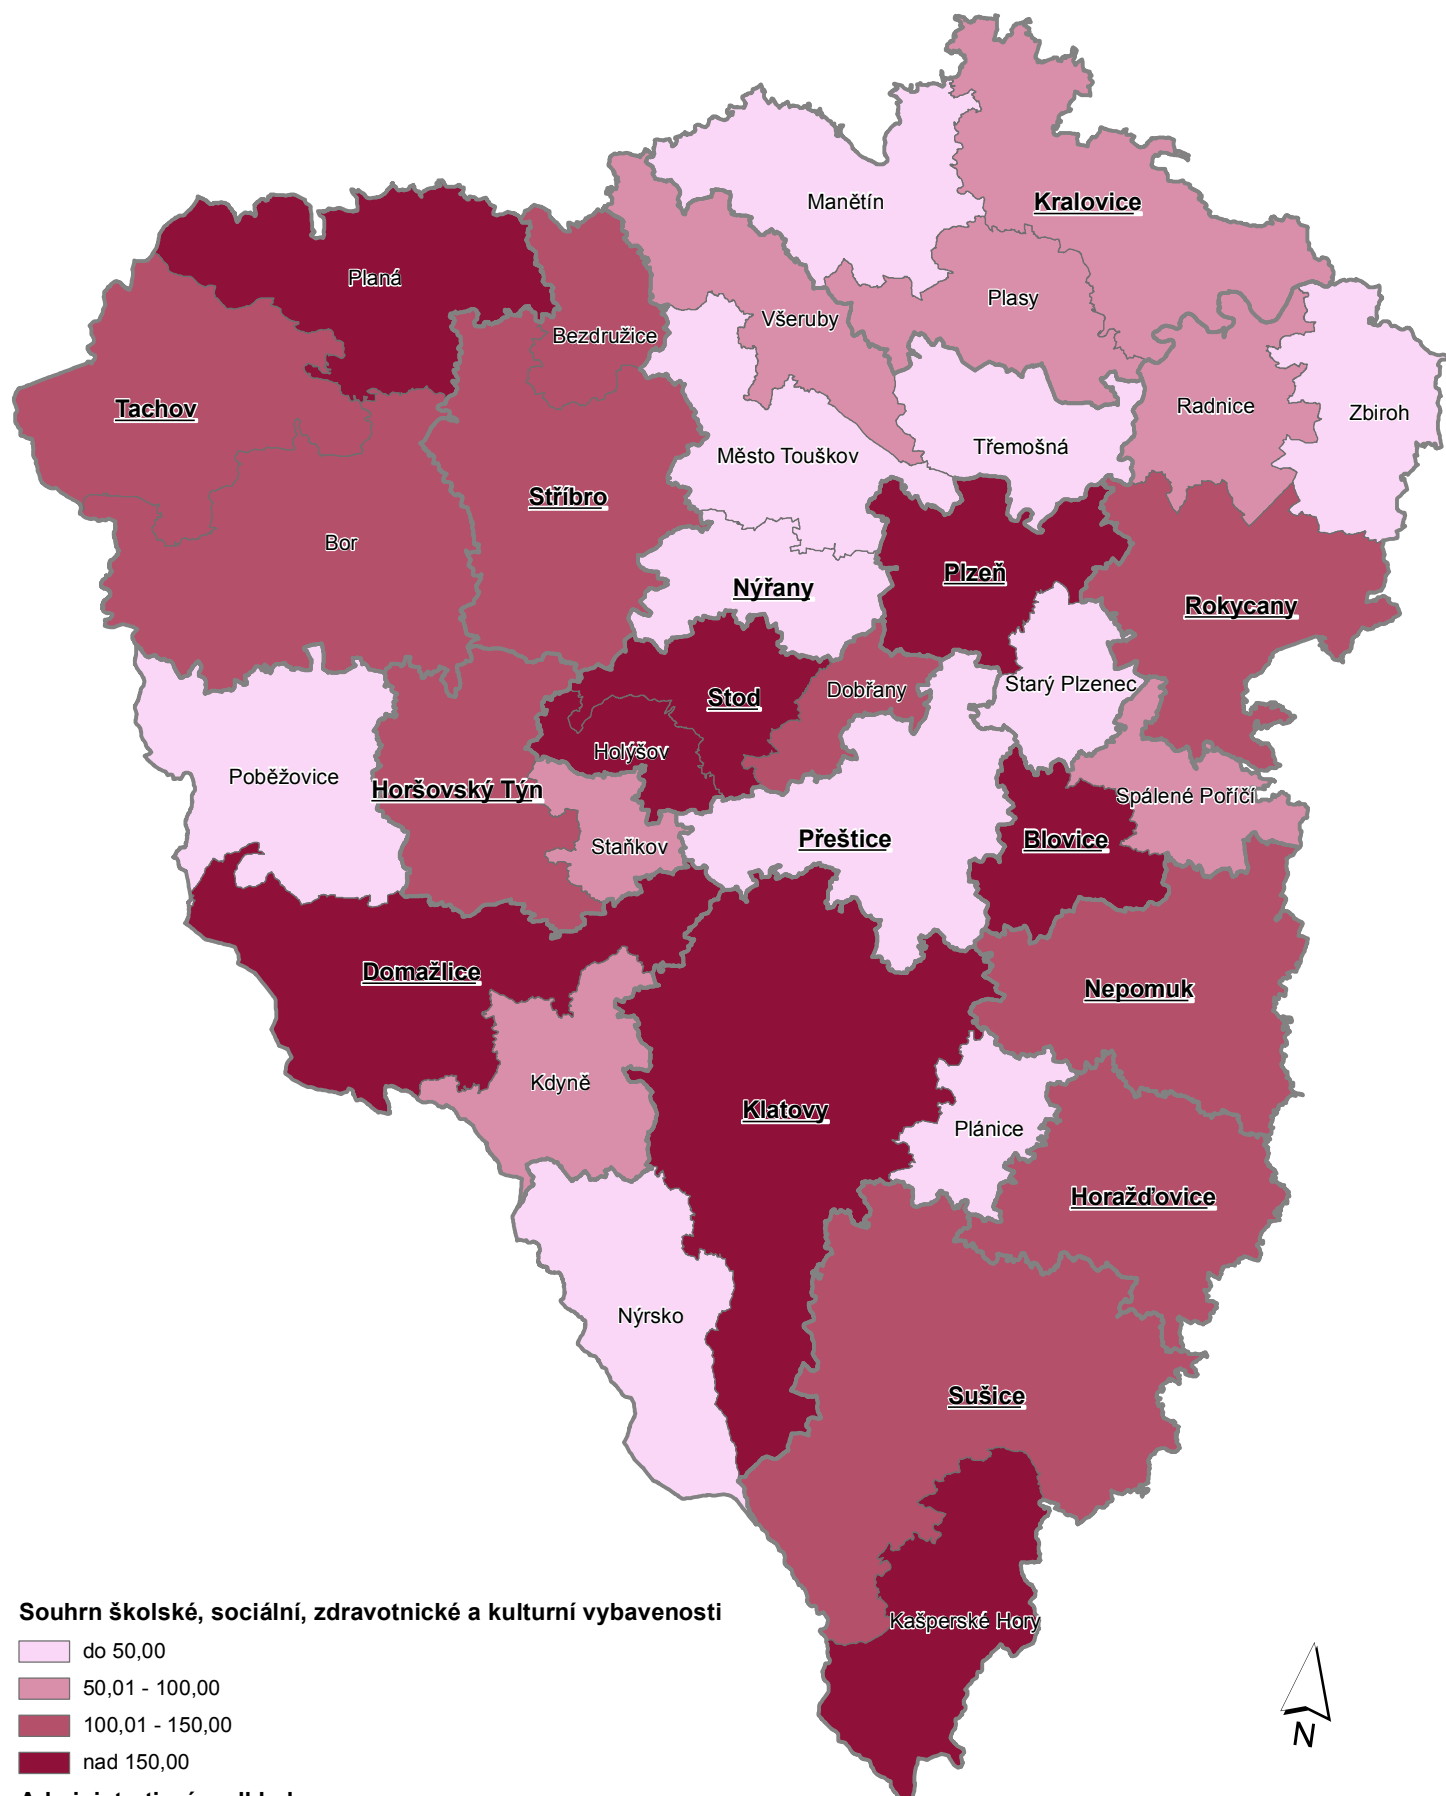 Manětín
Kralovice
Planá
Plasy
Všeruby
Bezdružice
Tachov
Radnice
Zbiroh
Třemošná
Město Touškov
Stříbro
Bor
Plzeň
Nýřany
Rokycany
Starý Plzenec
Dobřany
Stod
Holýšov
Poběžovice
Horšovský Týn
Spálené Poříčí
Přeštice
Blovice
Staňkov
Domažlice
Nepomuk
Kdyně
Klatovy
Plánice
Horažďovice
Nýrsko
Sušice
Kašperské Hory
Souhrn školské, sociální, zdravotnické a kulturní vybavenosti
do 50,00
50,01 - 100,00
100,01 - 150,00
nad 150,00
N